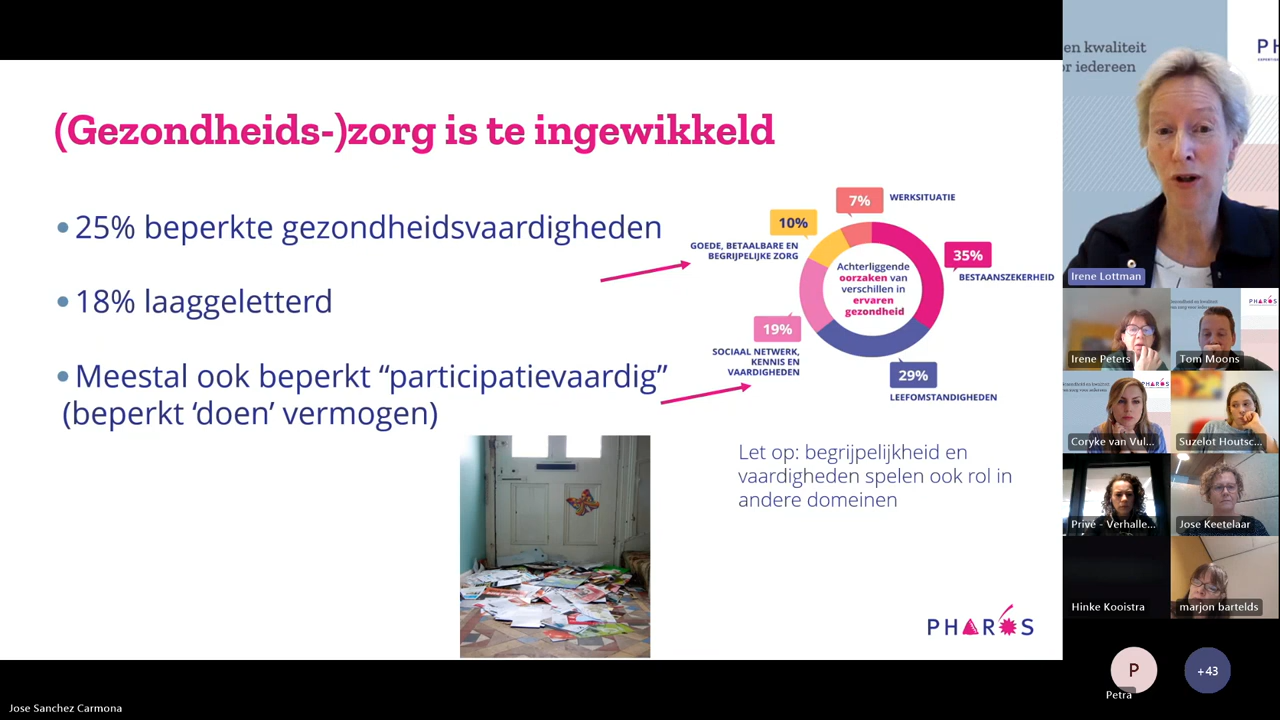 (Gezondheids-)zorg is te ingewikkeld
• 25% beperkte gezondheidsvaardigheden
• 18% laaggeletterd
• Meestal ook beperkt “participatievaardig”
(beperkt ‘doen’ vermogen)
7%
WERKSITUATIE
10%
GOEDE, BETAALBARE EN
BEGRIJPELIJKE ZORG
35%
BESTAANSZEKERHEID
Achterliggende
oorzaken van
verschillen in
ervaren
gezondheid
19%
SOCIAAL NETWERK,
KENNIS EN
VAARDIGHEDEN
29%
LEEFOMSTANDIGHEDEN
Let op: begrijpelijkheid en
vaardigheden spelen ook rol in
andere domeinen
PHAROS
en kwaliteit
or iedereen
PH
Irene Lottman
Irene Peters
Tom Moons
PHAROS
Coryke van Vul...
Suzelot Houtsc...
Privé - Verhalle...
Jose Keetelaar
Hinke Kooistra
marjon bartelds
P
Petra
+43
Jose Sanchez Carmona